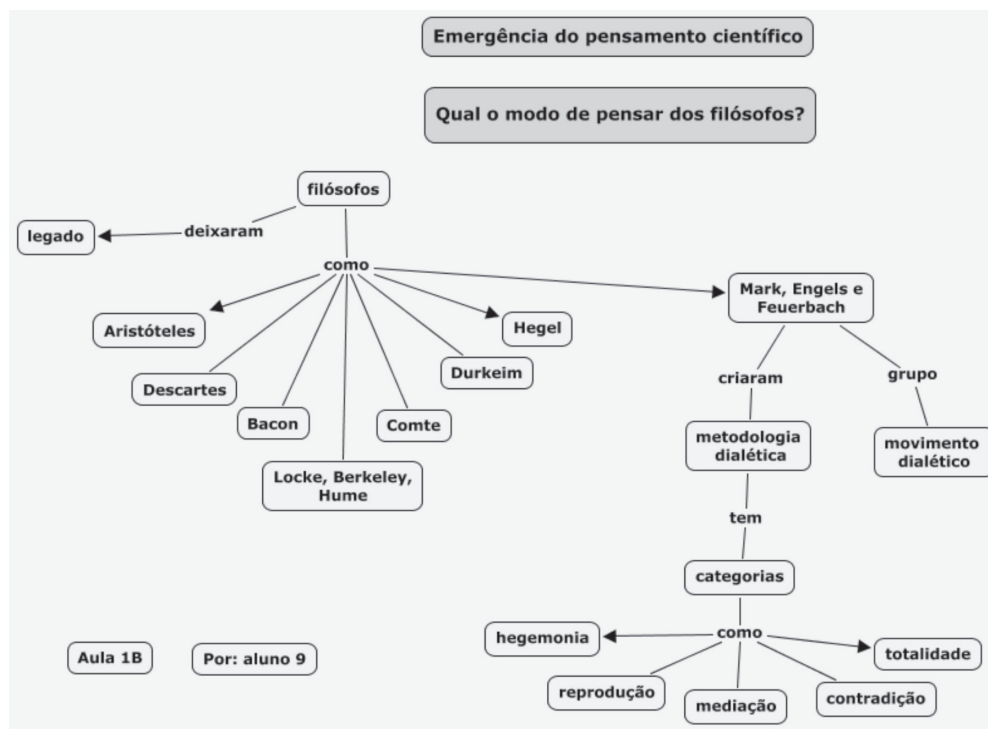 Emergência do pensamento científico
Qual o modo de pensar dos filósofos?
filósofos
legado
deixaram
como
Aristóteles
Descartes
Bacon
Locke, Berkeley,
Hume
Comte
Durkeim
Hegel
Mark, Engels e
Feuerbach
criaram
grupo
metodologia
dialética
movimento
dialético
tem
categorias
como
hegemonia
reprodução
mediação
contradição
totalidade
Aula 1B
Por: aluno 9